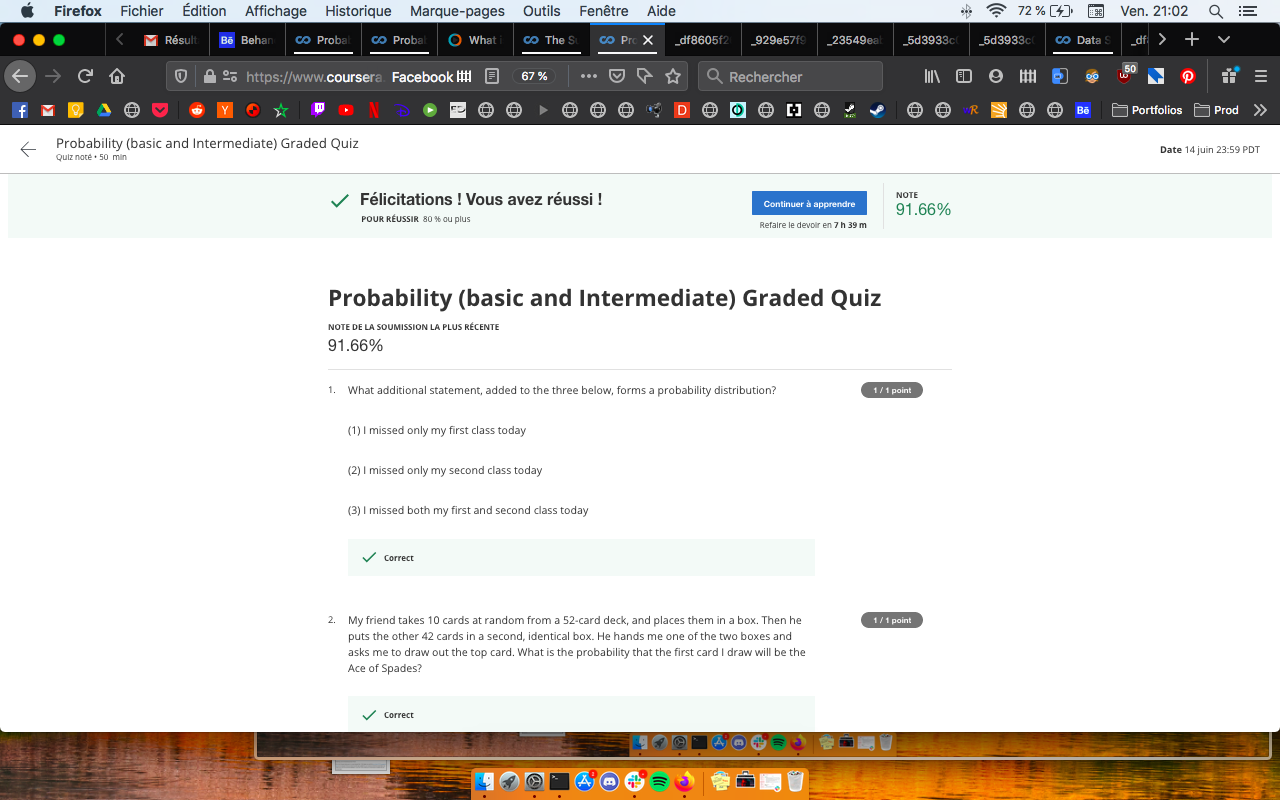 Firefox Fichier Édition Affichage Historique Marque-pages Outils Fenêtre Aide 72 % Ven. 21:02
Résult Bē Behan Probal Probal What i The Su Pro _df8605f2 _929e57f9 _23549eal _5d3933c _5d3933c Data S _df
https://www.coursera. Facebook 67 % Rechercher 50
Portfolios Prod
Probability (basic and Intermediate) Graded Quiz
Quiz noté • 50 min
Date 14 juin 23:59 PDT
Félicitations ! Vous avez réussi !
POUR RÉUSSIR 80 % ou plus
Continuer à apprendre
Refaire le devoir en 7 h 39 m
NOTE
91.66%
Probability (basic and Intermediate) Graded Quiz
NOTE DE LA SOUMISSION LA PLUS RÉCENTE
91.66%
1. What additional statement, added to the three below, forms a probability distribution? 1 / 1 point
(1) I missed only my first class today
(2) I missed only my second class today
(3) I missed both my first and second class today
Correct
2. My friend takes 10 cards at random from a 52-card deck, and places them in a box. Then he 1 / 1 point
puts the other 42 cards in a second, identical box. He hands me one of the two boxes and
asks me to draw out the top card. What is the probability that the first card I draw will be the
Ace of Spades?
Correct